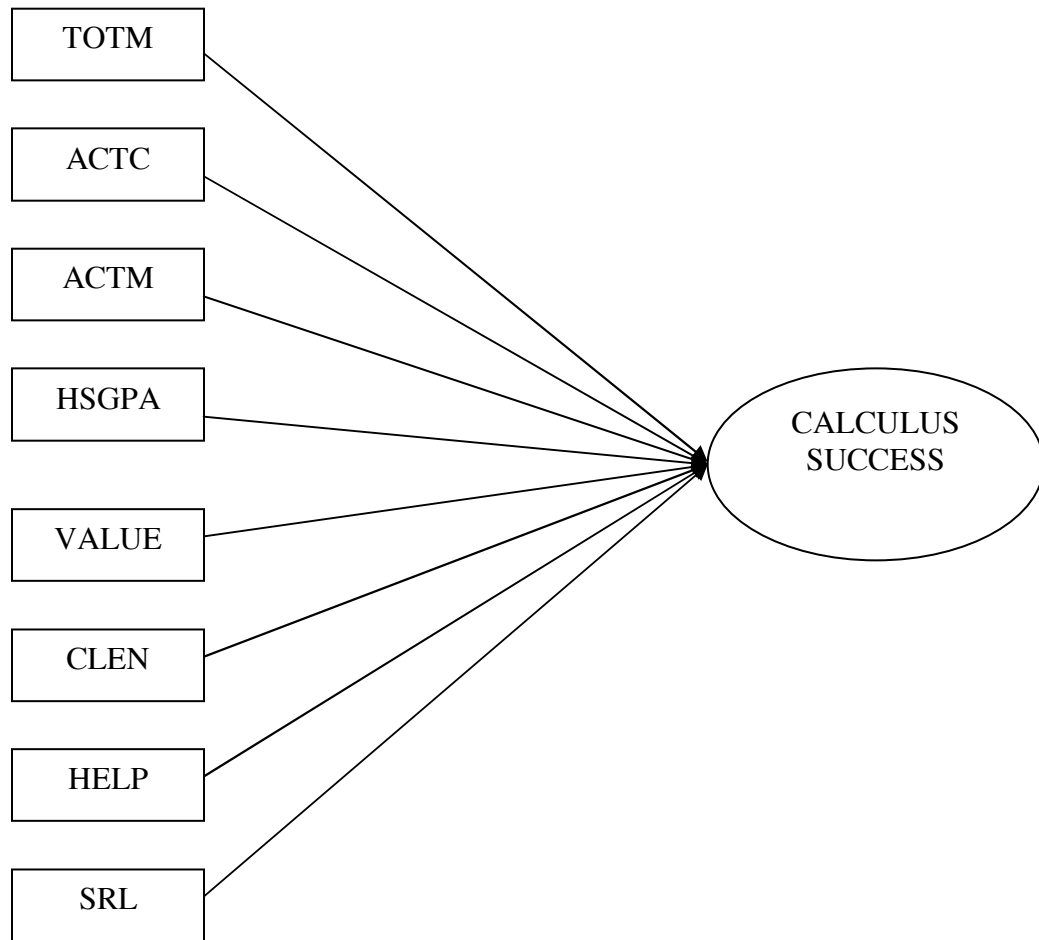 TOTM
ACTC
ACTM
HSGPA
VALUE
CLEN
HELP
SRL
CALCULUS
SUCCESS